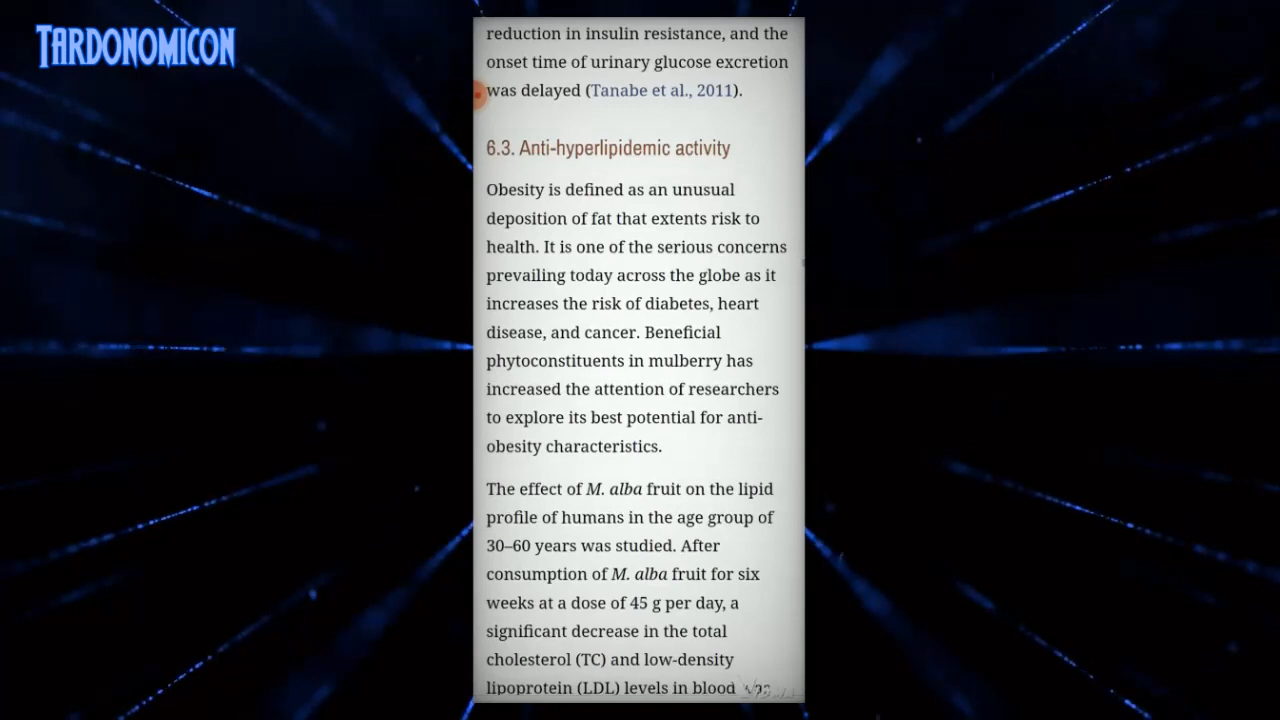 TARDONOMICON
reduction in insulin resistance, and the
onset time of urinary glucose excretion
was delayed (Tanabe et al., 2011).
6.3. Anti-hyperlipidemic activity
Obesity is defined as an unusual
deposition of fat that extents risk to
health. It is one of the serious concerns
prevailing today across the globe as it
increases the risk of diabetes, heart
disease, and cancer. Beneficial
phytoconstituents in mulberry has
increased the attention of researchers
to explore its best potential for anti-
obesity characteristics.
The effect of M. alba fruit on the lipid
profile of humans in the age group of
30–60 years was studied. After
consumption of M. alba fruit for six
weeks at a dose of 45 g per day, a
significant decrease in the total
cholesterol (TC) and low-density
lipoprotein (LDL) levels in blood